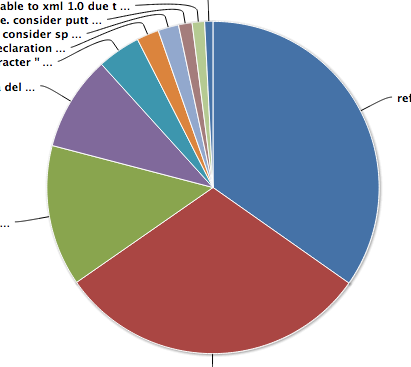 able to xml 1.0 due t ...
e. consider putt ...
consider sp ...
eclaration ...
racter " ...
del ...
ref
...